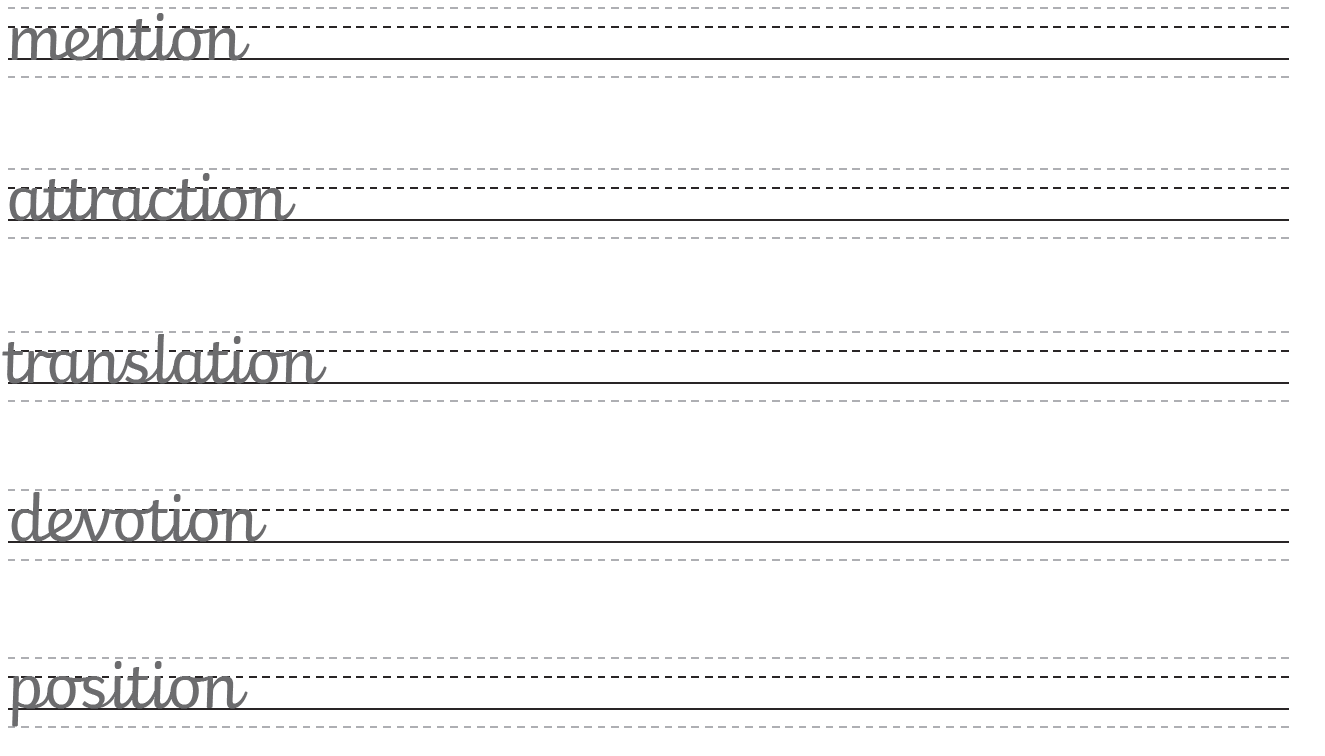 mention
attraction
translation
devotion
position